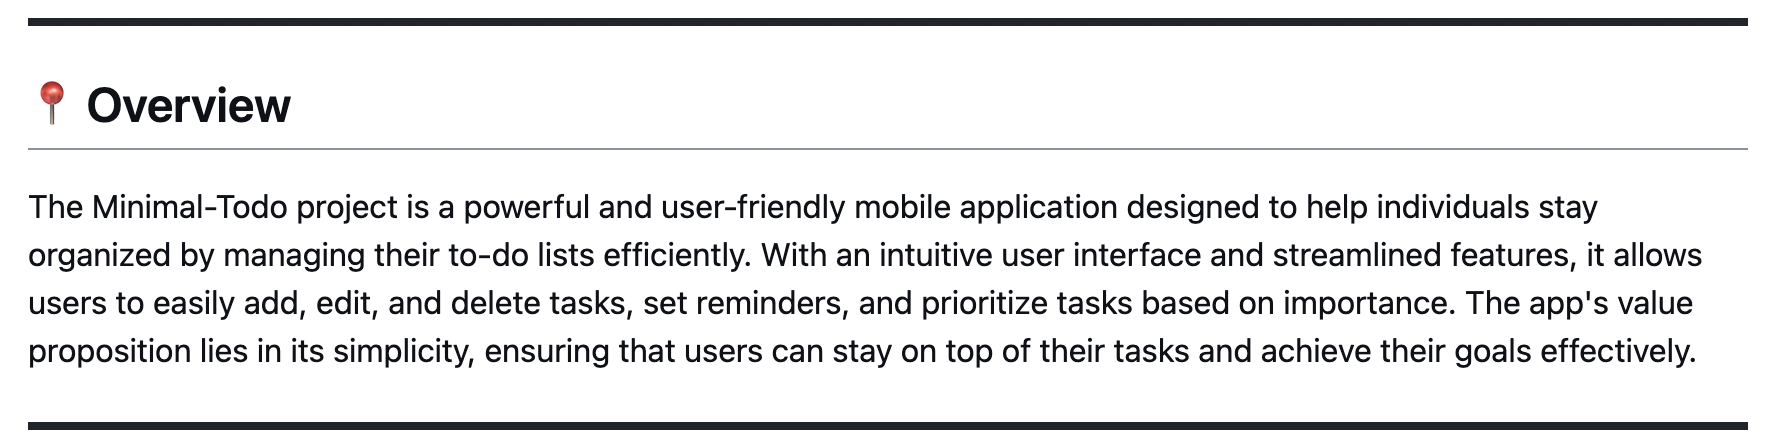 Overview
The Minimal-Todo project is a powerful and user-friendly mobile application designed to help individuals stay
organized by managing their to-do lists efficiently. With an intuitive user interface and streamlined features, it allows
users to easily add, edit, and delete tasks, set reminders, and prioritize tasks based on importance. The app's value
proposition lies in its simplicity, ensuring that users can stay on top of their tasks and achieve their goals effectively.